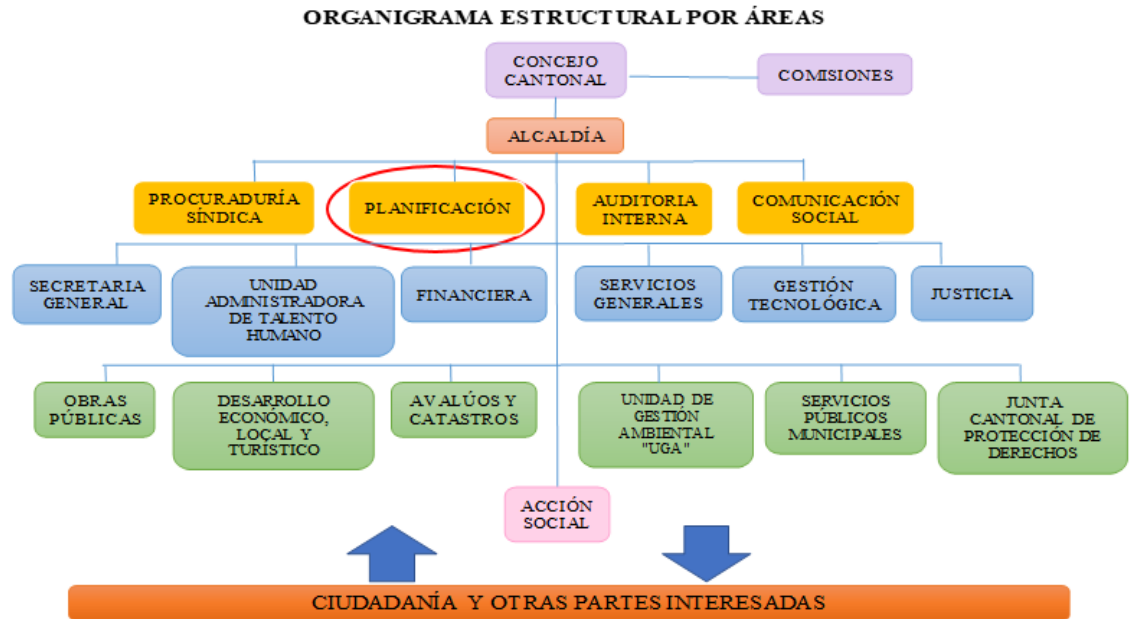 ORGANIGRAMA ESTRUCTURAL POR ÁREAS
CONCEJO
CANTONAL
COMISIONES
ALCALDÍA
PROCURADURÍA
SÍNDICA
PLANIFICACIÓN
AUDITORIA
INTERNA
COMUNICACIÓN
SOCIAL
SECRETARIA
GENERAL
UNIDAD
ADMINISTRADORA
DE TALENTO
HUMANO
FINANCIERA
SERVICIOS
GENERALES
GESTIÓN
TECNOLÓGICA
JUSTICIA
OBRAS
PÚBLICAS
DESARROLLO
ECONÓMICO,
LOCAL Y
TURÍSTICO
AVALÚOS Y
CATASTROS
UNIDAD DE
GESTIÓN
AMBIENTAL
"UGA"
SERVICIOS
PÚBLICOS
MUNICIPALES
JUNTA
CANTONAL DE
PROTECCIÓN DE
DERECHOS
ACCIÓN
SOCIAL
CIUDADANÍA Y OTRAS PARTES INTERESADAS